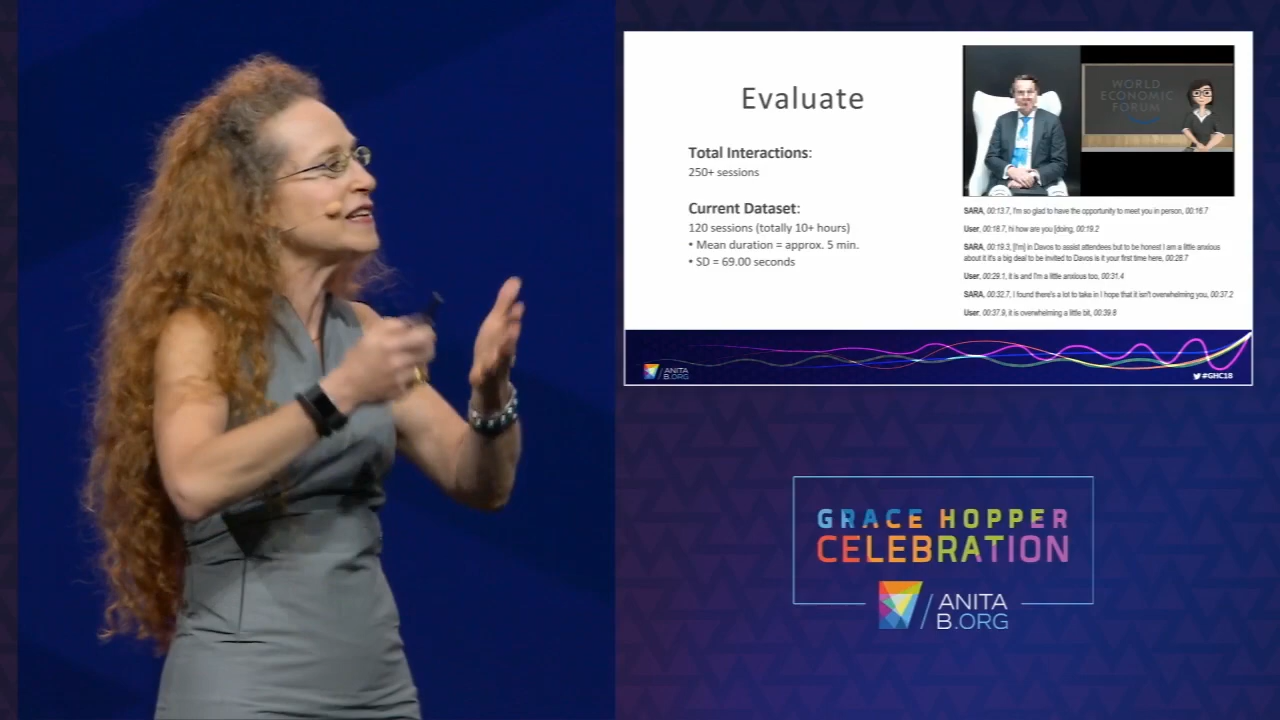 Evaluate
Total Interactions:
250+ sessions
Current Dataset:
120 sessions (totally 10+ hours)
• Mean duration = approx. 5 min.
• SD = 69.00 seconds
WORLD
ECONOMIC
FORUM
SARA, 00:13.7, I'm so glad to have the opportunity to meet you in person, 00:16.7
User, 00:18.7, hi how are you [doing, 00:19.2
SARA, 00:19.3, [I'm] in Davos to assist attendees but to be honest I am a little anxious
about it it's a big deal to be invited to Davos is it your first time here, 00:28.7
User, 00:29.1, it is and I'm a little anxious too, 00:31.4
SARA, 00:32.7, I found there's a lot to take in I hope that it isn't overwhelming you, 00:37.2
User, 00:37.9, it is overwhelming a little bit, 00:39.8
ANITA
B.ORG
#GHC18
GRACE HOPPER
CELEBRATION
ANITA
B.ORG